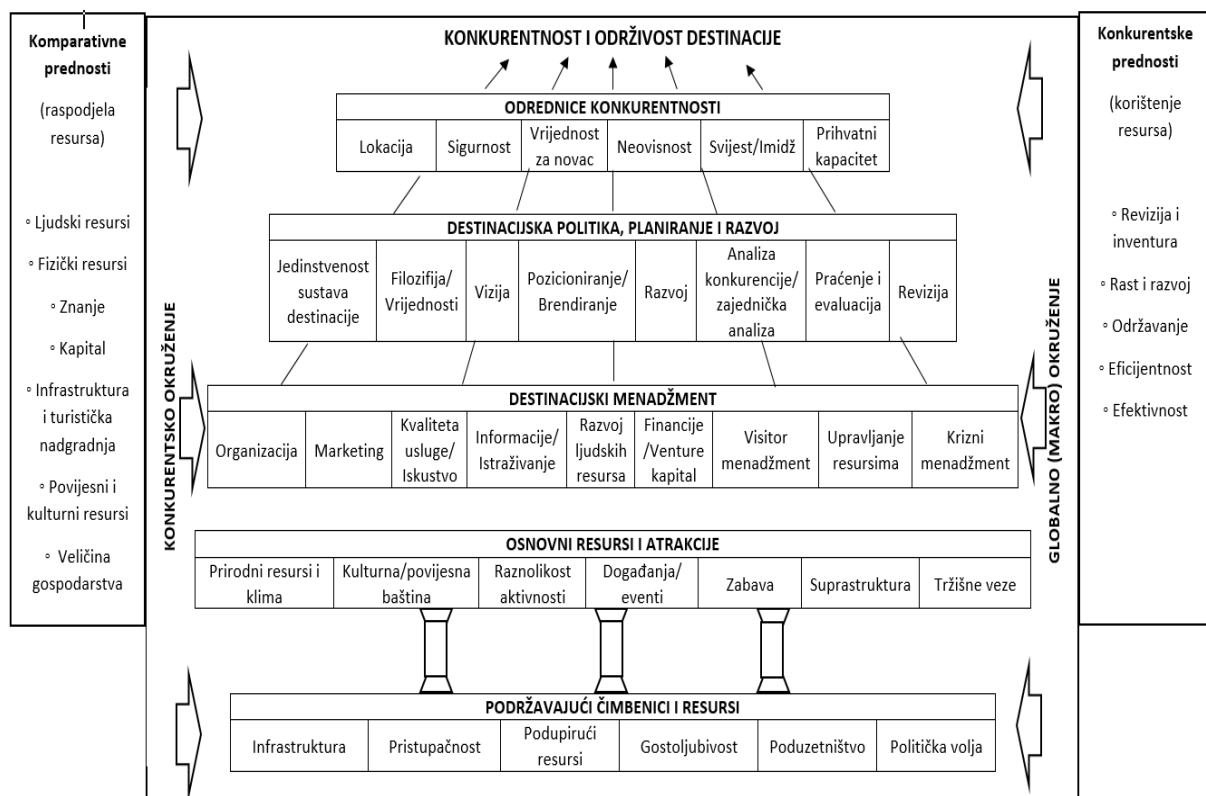 Komparativne
prednosti
(raspodjela
resursa)
◦ Ljudski resursi
◦ Fizički resursi
◦ Znanje
◦ Kapital
◦ Infrastruktura
i turistička
nadgradnja
◦ Povijesni i
kulturni resursi
◦ Veličina
gospodarstva
KONKURENTSKO OKRUŽENJE
KONKURENTNOST I ODRŽIVOST DESTINACIJE
ODREDNICE KONKURENTNOSTI
Lokacija
Sigurnost
Vrijednost
za novac
Neovisnost
Svijest/Imidž
Prihvatni
kapacitet
DESTINACIJSKA POLITIKA, PLANIRANJE I RAZVOJ
Jedinstvenost
sustava
destinacije
Filozifija/
Vrijednosti
Vizija
Pozicioniranje/
Brendiranje
Razvoj
Analiza
konkurencije/
zajednička
analiza
Praćenje i
evaluacija
Revizija
DESTINACIJSKI MENADŽMENT
Organizacija
Marketing
Kvaliteta
usluge/
Iskustvo
Informacije/
Istraživanje
Razvoj
ljudskih
resursa
Financije
/Venture
kapital
Visitor
menadžment
Upravljanje
resursima
Krizni
menadžment
OSNOVNI RESURSI I ATRAKCIJE
Prirodni resursi i
klima
Kulturna/povijesna
baština
Raznolikost
aktivnosti
Događanja/
eventi
Zabava
Suprastruktura
Tržišne veze
PODRŽAVAJUĆI ČIMBENICI I RESURSI
Infrastruktura
Pristupačnost
Podupirući
resursi
Gostoljubivost
Poduzetništvo
Politička volja
GLOBALNO (MAKRO) OKRUŽENJE
Konkurentske
prednosti
(korištenje
resursa)
◦ Revizija i
inventura
◦ Rast i razvoj
◦ Održavanje
◦ Eficijentnost
◦ Efektivnost